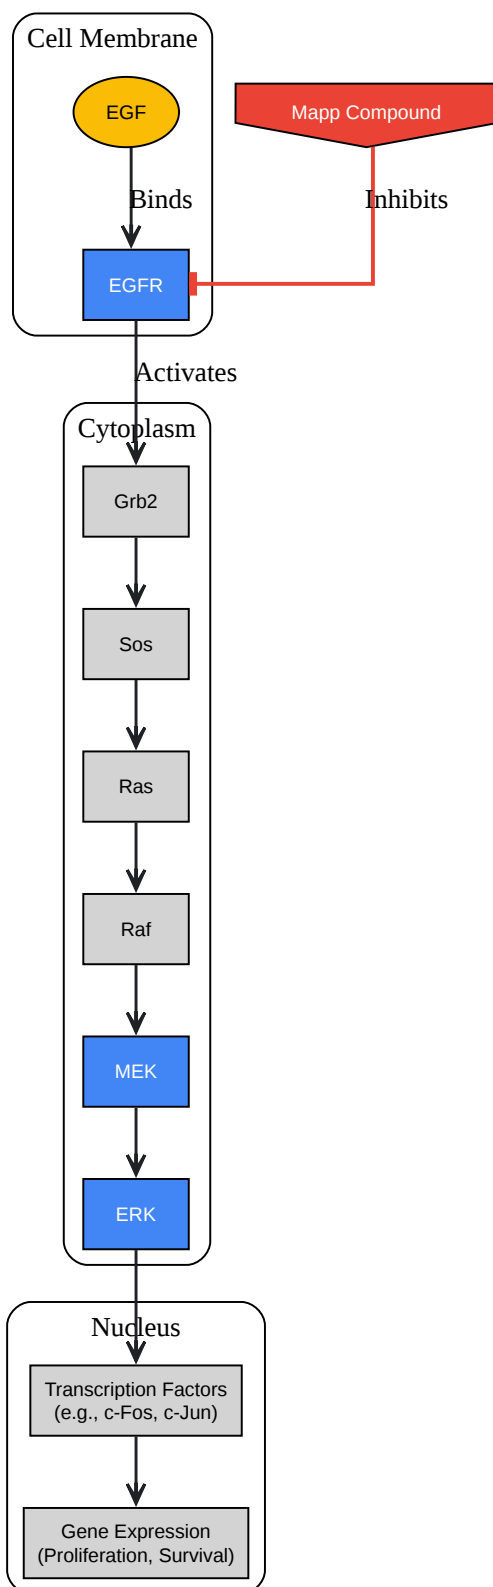 Cell Membrane
EGF
Mapp Compound
Binds
Inhibits
EGFR
Activates
Cytoplasm
Grb2
Sos
Ras
Raf
MEK
ERK
Nucleus
Transcription Factors
(e.g., c-Fos, c-Jun)
Gene Expression
(Proliferation, Survival)